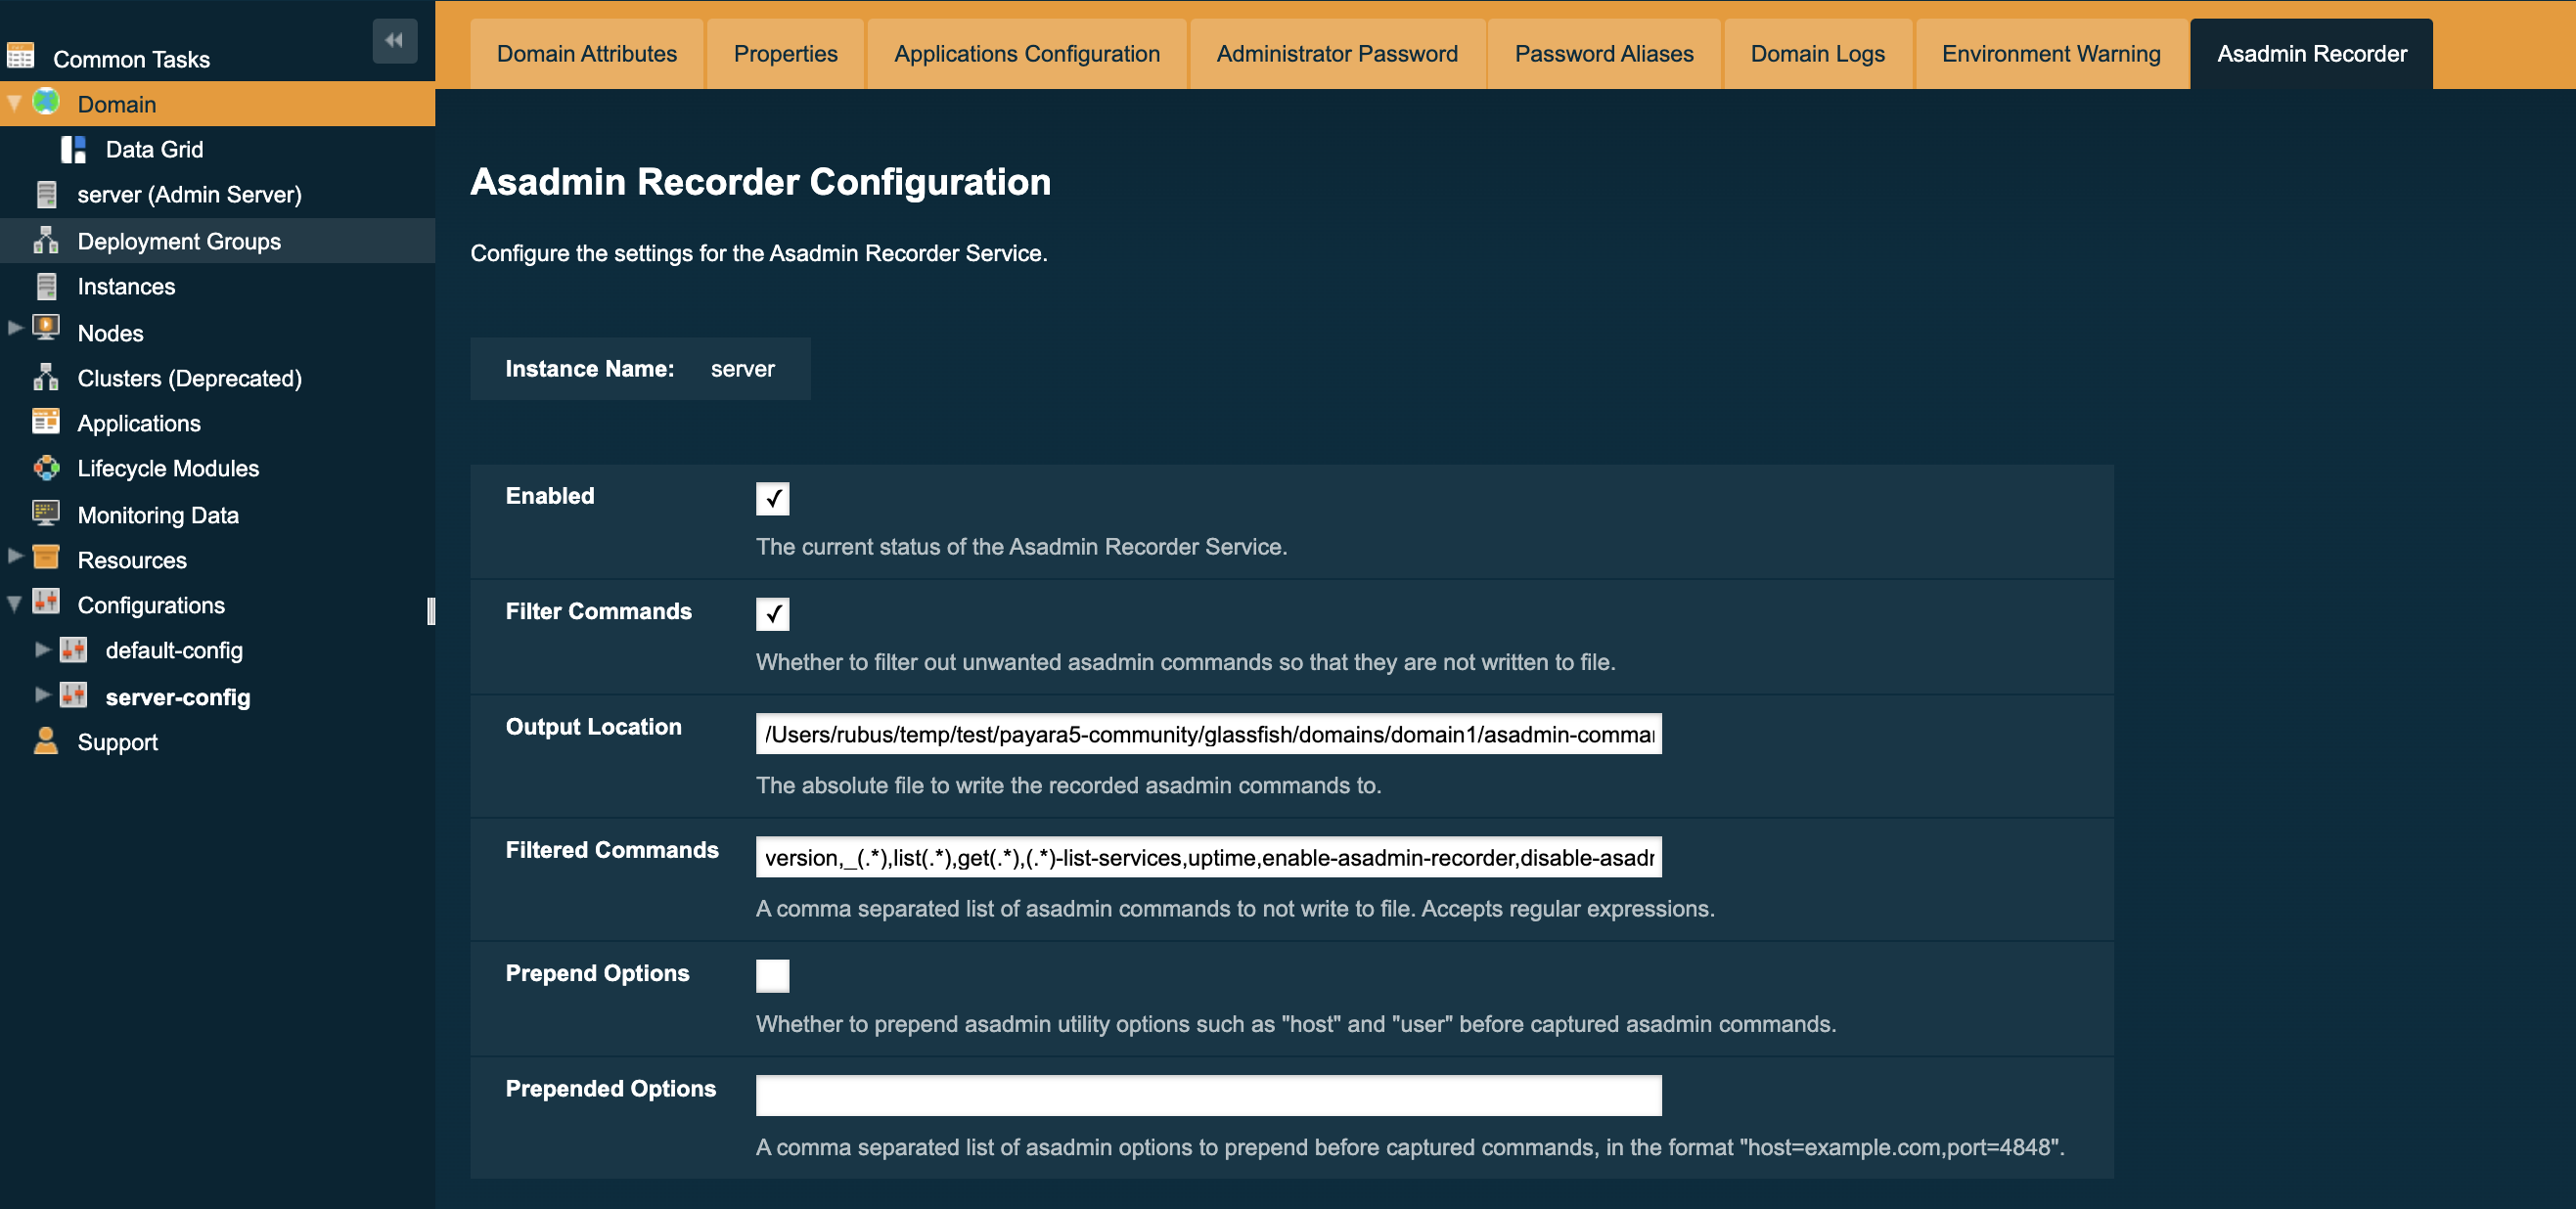 Common Tasks
Domain
Data Grid
server (Admin Server)
Deployment Groups
Instances
Nodes
Clusters (Deprecated)
Applications
Lifecycle Modules
Monitoring Data
Resources
Configurations
default-config
server-config
Support
Domain Attributes Properties Applications Configuration Administrator Password Password Aliases Domain Logs Environment Warning Asadmin Recorder
Asadmin Recorder Configuration
Configure the settings for the Asadmin Recorder Service.
Instance Name: server
Enabled
The current status of the Asadmin Recorder Service.
Filter Commands
Whether to filter out unwanted asadmin commands so that they are not written to file.
Output Location /Users/rubus/temp/test/payara5-community/glassfish/domains/domain1/asadmin-comma
The absolute file to write the recorded asadmin commands to.
Filtered Commands version,_(.*),list(.*),get(.*),(.*)-list-services,uptime,enable-asadmin-recorder,disable-asad
A comma separated list of asadmin commands to not write to file. Accepts regular expressions.
Prepend Options
Whether to prepend asadmin utility options such as "host" and "user" before captured asadmin commands.
Prepended Options
A comma separated list of asadmin options to prepend before captured commands, in the format "host=example.com,port=4848".